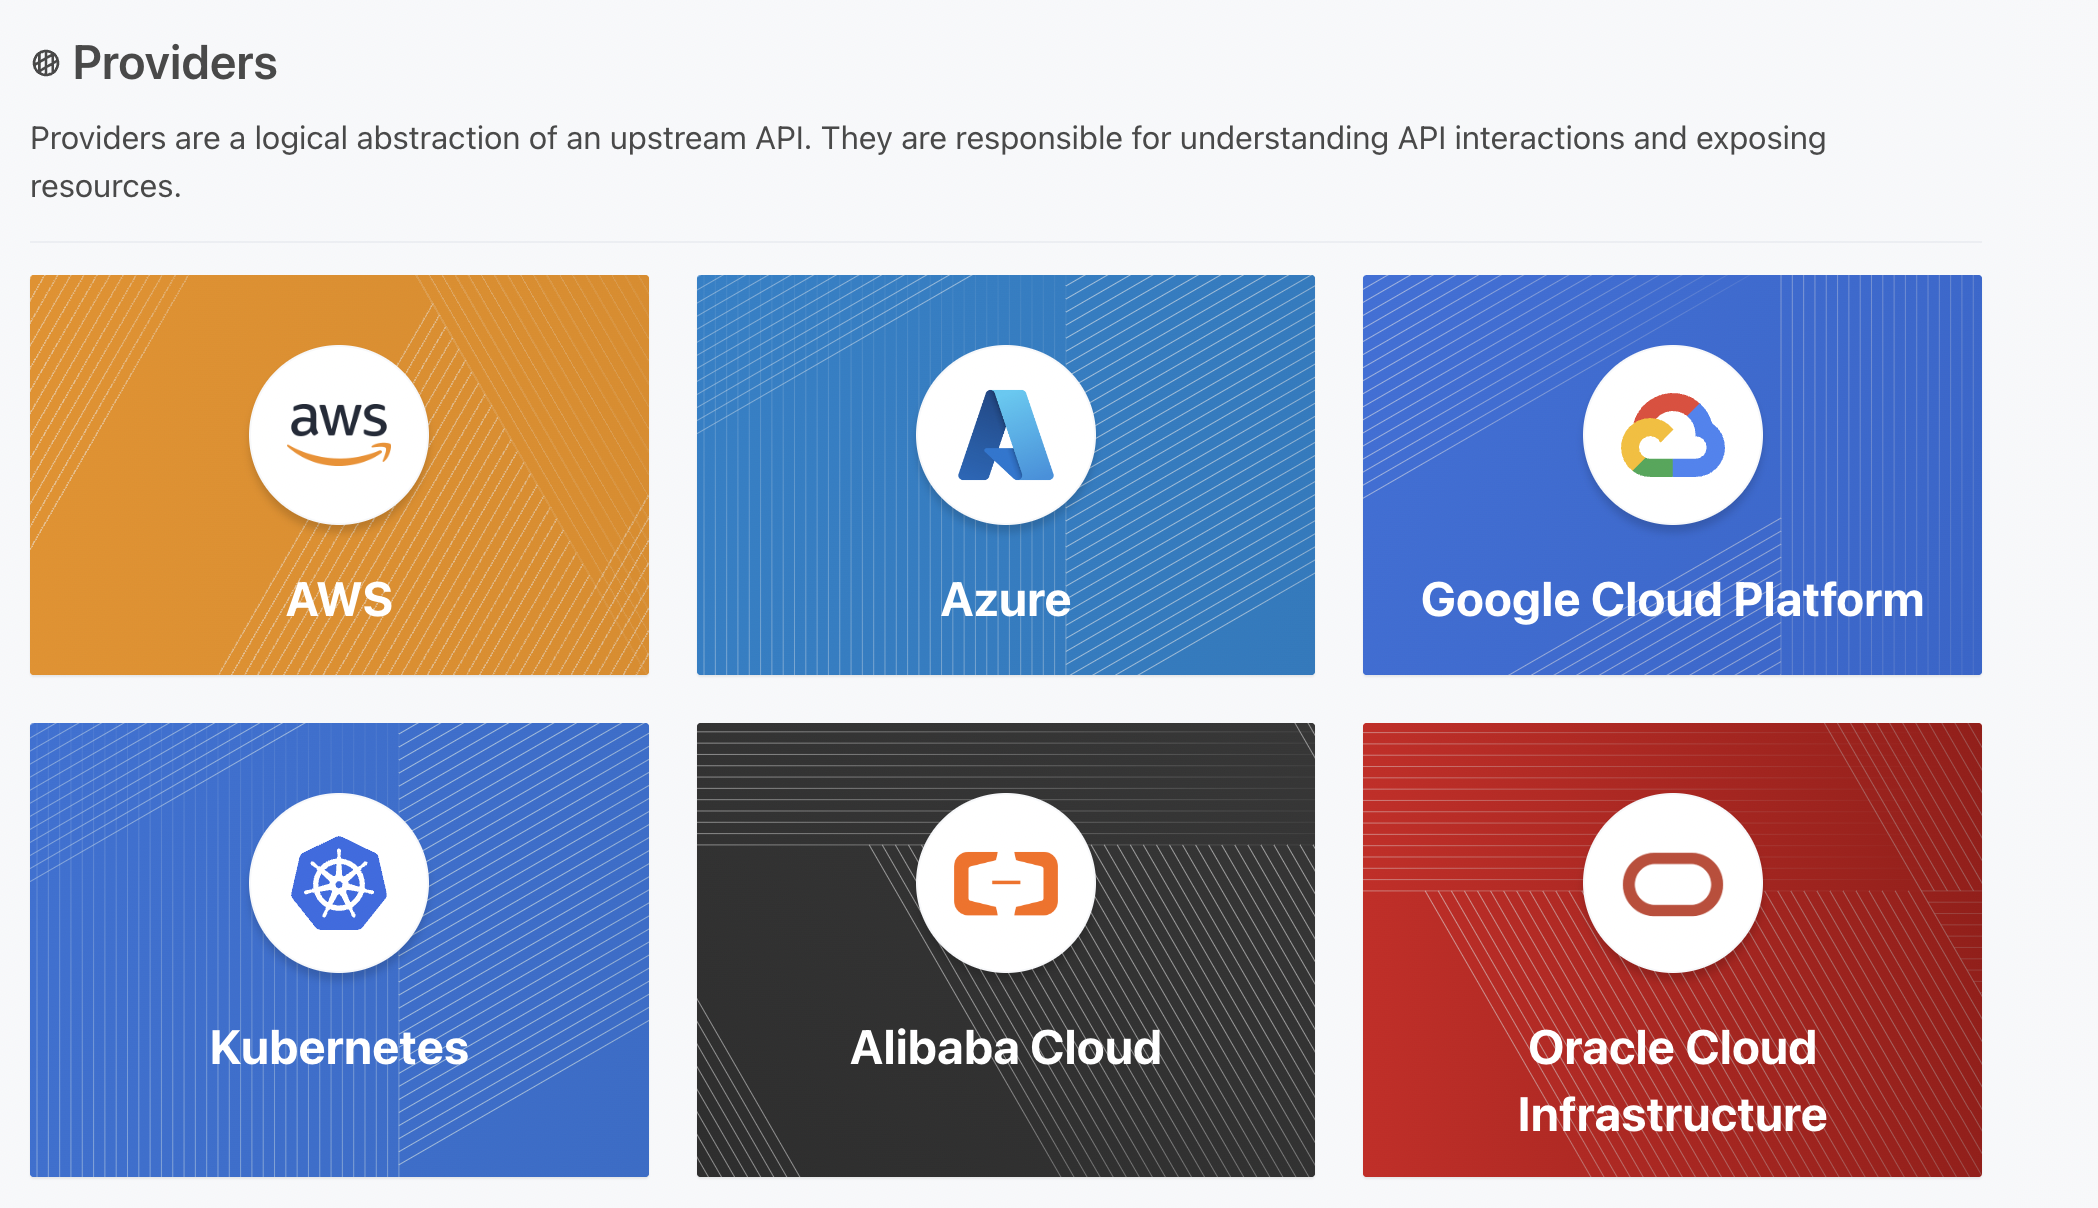 Providers
Providers are a logical abstraction of an upstream API. They are responsible for understanding API interactions and exposing
resources.
aws
AWS
Azure
Google Cloud Platform
Kubernetes
Alibaba Cloud
Oracle Cloud
Infrastructure